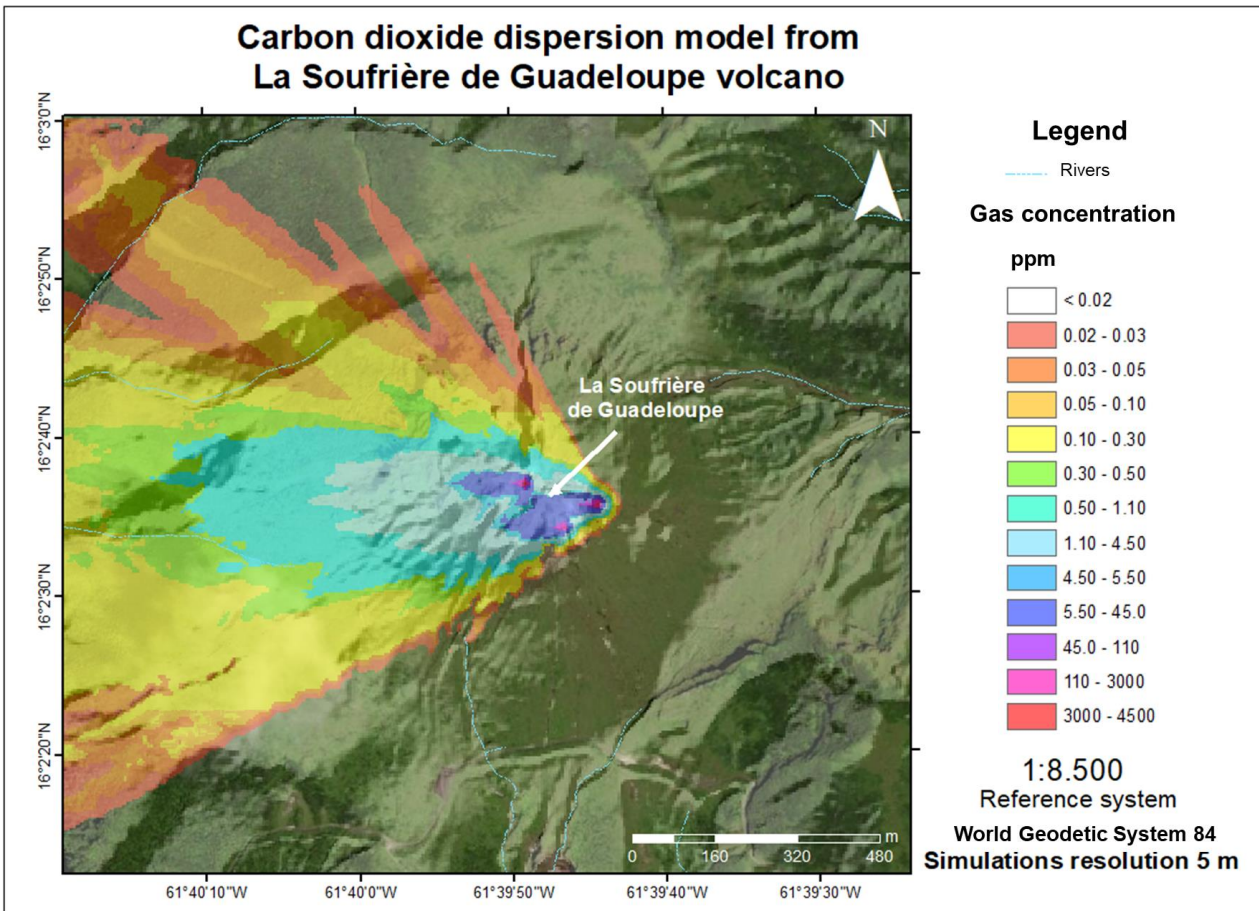 Carbon dioxide dispersion model from
La Soufrière de Guadeloupe volcano
16°3'0"N
16°2'50"N
16°2'40"N
16°2'30"N
16°2'20"N
61°40'10"W
61°40'0"W
61°39'50"W
61°39'40"W
61°39'30"W
N
La Soufrière
de Guadeloupe
m
0 160 320 480
Legend
Rivers
Gas concentration
ppm
< 0.02
0.02 - 0.03
0.03 - 0.05
0.05 - 0.10
0.10 - 0.30
0.30 - 0.50
0.50 - 1.10
1.10 - 4.50
4.50 - 5.50
5.50 - 45.0
45.0 - 110
110 - 3000
3000 - 4500
1:8.500
Reference system
World Geodetic System 84
Simulations resolution 5 m